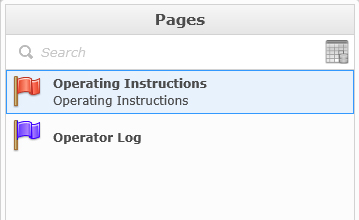 Pages
Search
Operating Instructions
Operating Instructions
Operator Log